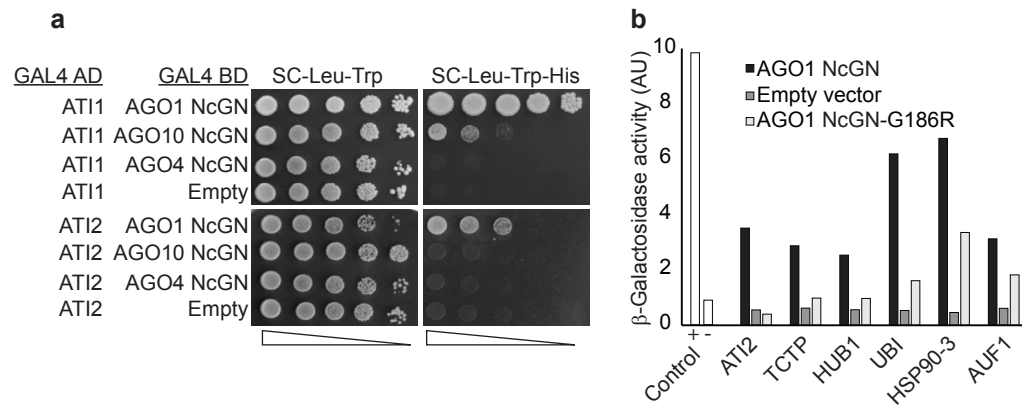 a
GAL4 AD GAL4 BD SC-Leu-Trp SC-Leu-Trp-His
ATI1 AGO1 NcGN
ATI1 AGO10 NcGN
ATI1 AGO4 NcGN
ATI1 Empty
ATI2 AGO1 NcGN
ATI2 AGO10 NcGN
ATI2 AGO4 NcGN
ATI2 Empty
b
β-Galactosidase activity (AU)
10
8
6
4
2
0
AGO1 NcGN
Empty vector
AGO1 NcGN-G186R
+ -
Control
ATI2
TCTP
HUB1
UBI
HSP90-3
AUF1